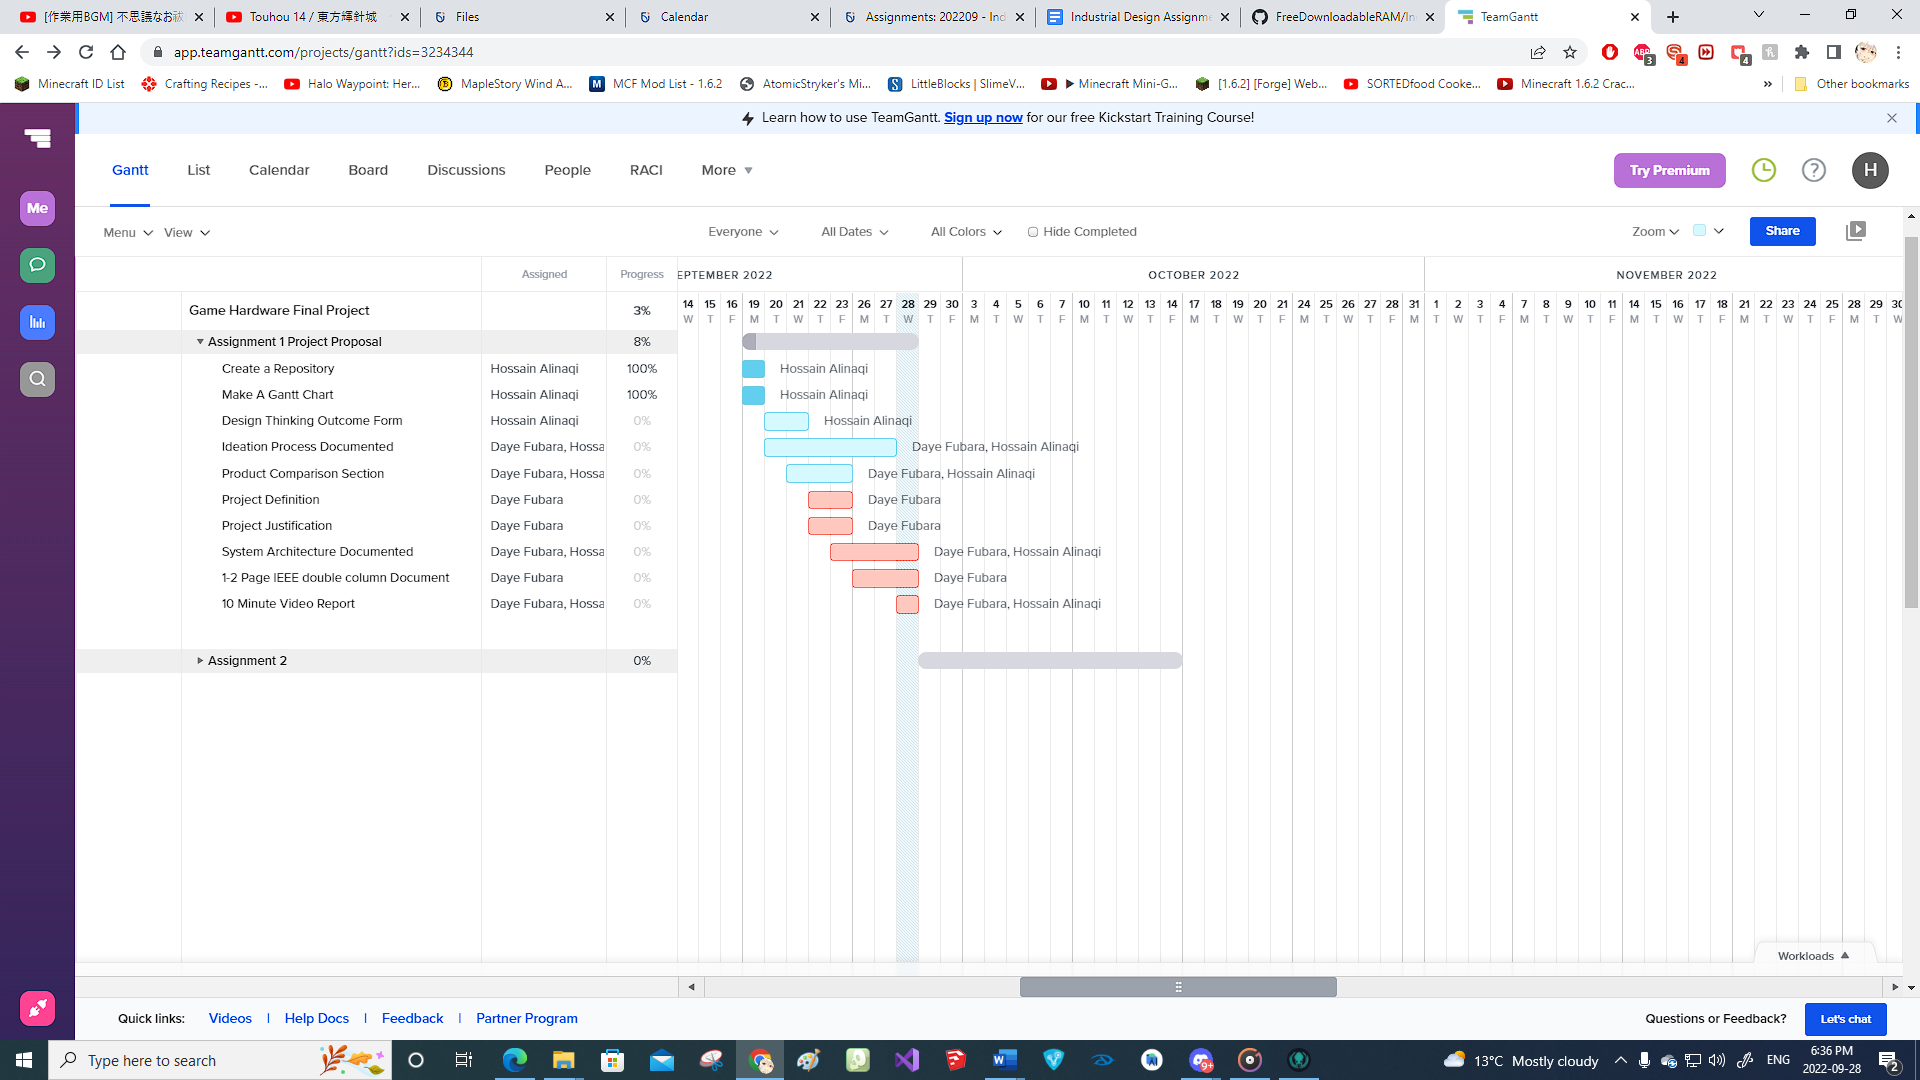 [作業用BGM] 不思議なお祓
Touhou 14 / 東方輝針城
Files
Calendar
Assignments: 202209 - Ind
Industrial Design Assignme
FreeDownloadableRAM/In
TeamGantt
app.teamgantt.com/projects/gantt?ids=3234344
Minecraft ID List
Crafting Recipes -...
Halo Waypoint: Her...
MapleStory Wind A...
MCF Mod List - 1.6.2
AtomicStryker's Mi...
LittleBlocks | SlimeV...
▶ Minecraft Mini-G...
[1.6.2] [Forge] Web...
SORTEDfood Cooke...
Minecraft 1.6.2 Crac...
» Other bookmarks
Learn how to use TeamGantt. Sign up now for our free Kickstart Training Course!
Me
Gantt List Calendar Board Discussions People RACI More
Try Premium
H
Menu View Everyone All Dates All Colors Hide Completed Zoom Share
Assigned Progress EPTEMBER 2022 OCTOBER 2022 NOVEMBER 2022
14 15 16 19 20 21 22 23 26 27 28 29 30 3 4 5 6 7 10 11 12 13 14 17 18 19 20 21 24 25 26 27 28 31 1 2 3 4 7 8 9 10 11 14 15 16 17 18 21 22 23 24 25 28 29 30
W T F M T W T F M T W T F M T W T F M T W T F M T W T F M T W T F M T W T F M T W T F M T W T F M T W T F M T W
Game Hardware Final Project 3%
Assignment 1 Project Proposal 8%
Create a Repository Hossain Alinaqi 100% Hossain Alinaqi
Make A Gantt Chart Hossain Alinaqi 100% Hossain Alinaqi
Design Thinking Outcome Form Hossain Alinaqi 0% Hossain Alinaqi
Ideation Process Documented Daye Fubara, Hossa 0% Daye Fubara, Hossain Alinaqi
Product Comparison Section Daye Fubara, Hossa 0% Daye Fubara, Hossain Alinaqi
Project Definition Daye Fubara 0% Daye Fubara
Project Justification Daye Fubara 0% Daye Fubara
System Architecture Documented Daye Fubara, Hossa 0% Daye Fubara, Hossain Alinaqi
1-2 Page IEEE double column Document Daye Fubara 0% Daye Fubara
10 Minute Video Report Daye Fubara, Hossa 0% Daye Fubara, Hossain Alinaqi
Assignment 2 0%
Workloads
Quick links: Videos | Help Docs | Feedback | Partner Program
Questions or Feedback? Let's chat
Type here to search
13°C Mostly cloudy
ENG
6:36 PM
2022-09-28
2